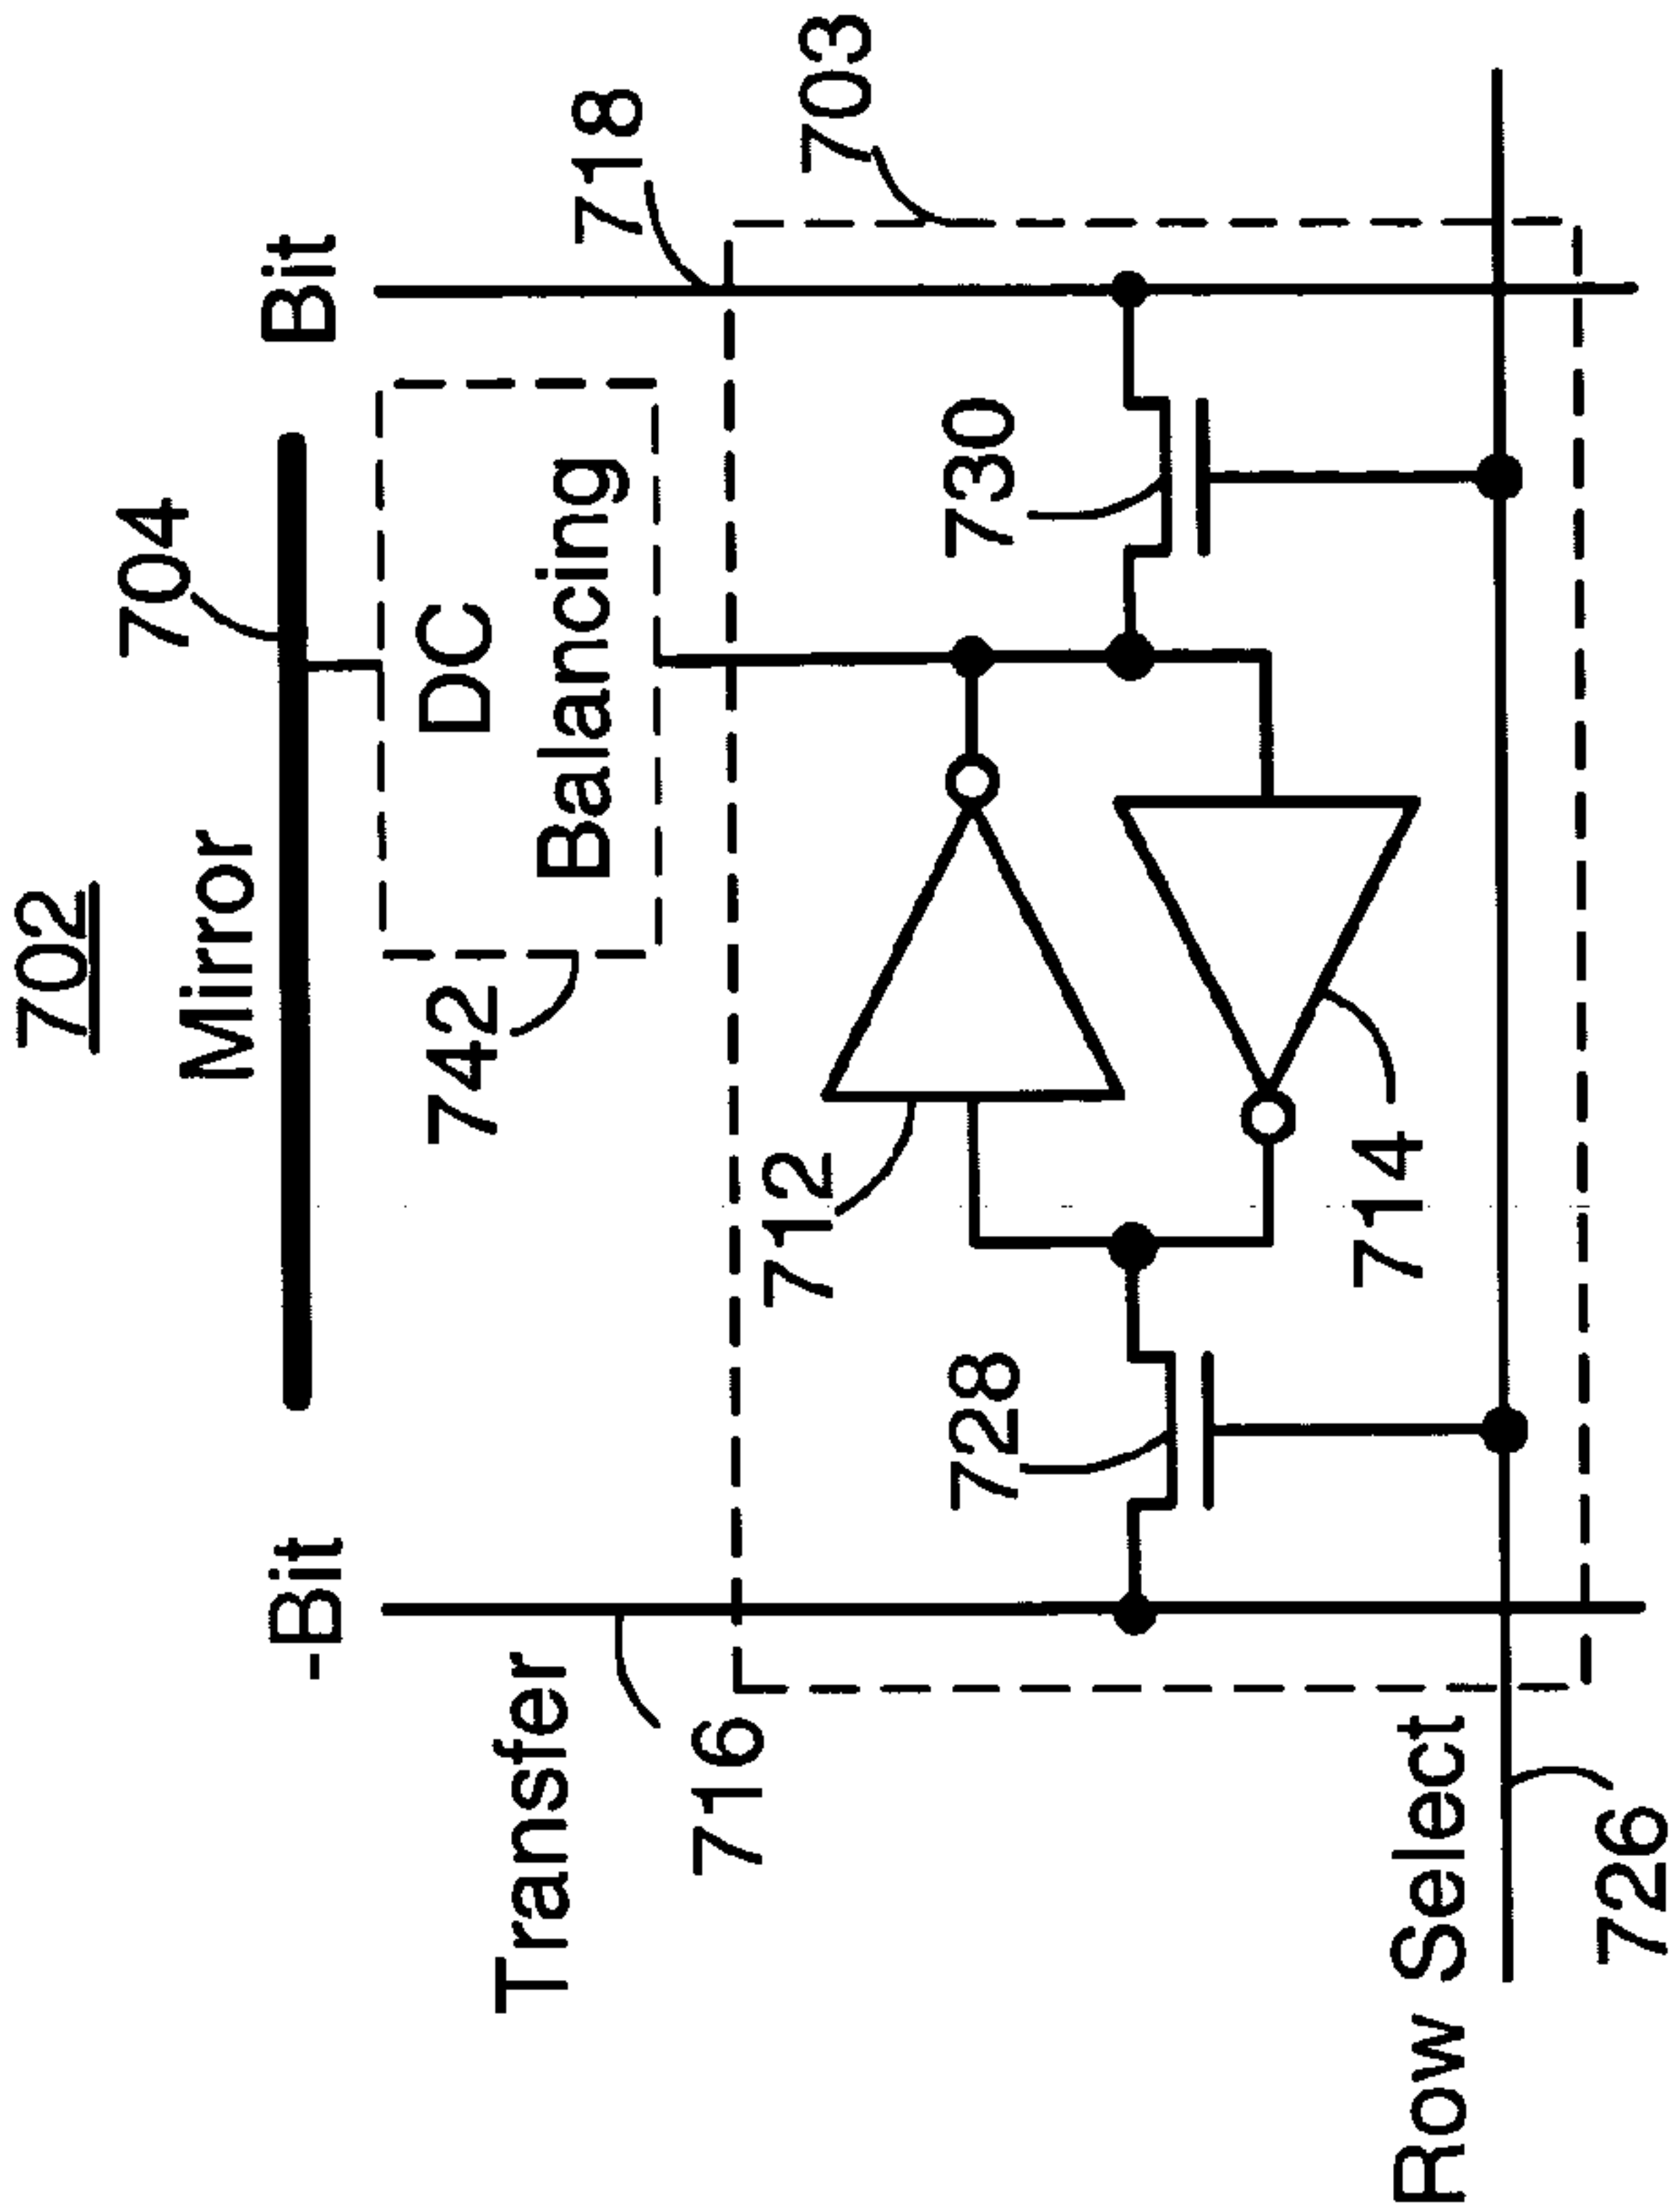 702
Mirror
704
-Bit
Bit
718
Transfer
742
DC
Balancing
716
703
712
728
730
714
Row Select
726